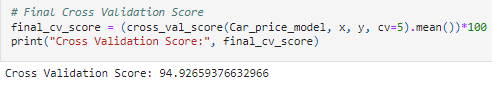 # Final Cross Validation Score
final_cv_score = (cross_val_score(Car_price_model, x, y, cv=5).mean())*100
print("Cross Validation Score:", final_cv_score)
Cross Validation Score: 94.92659376632966